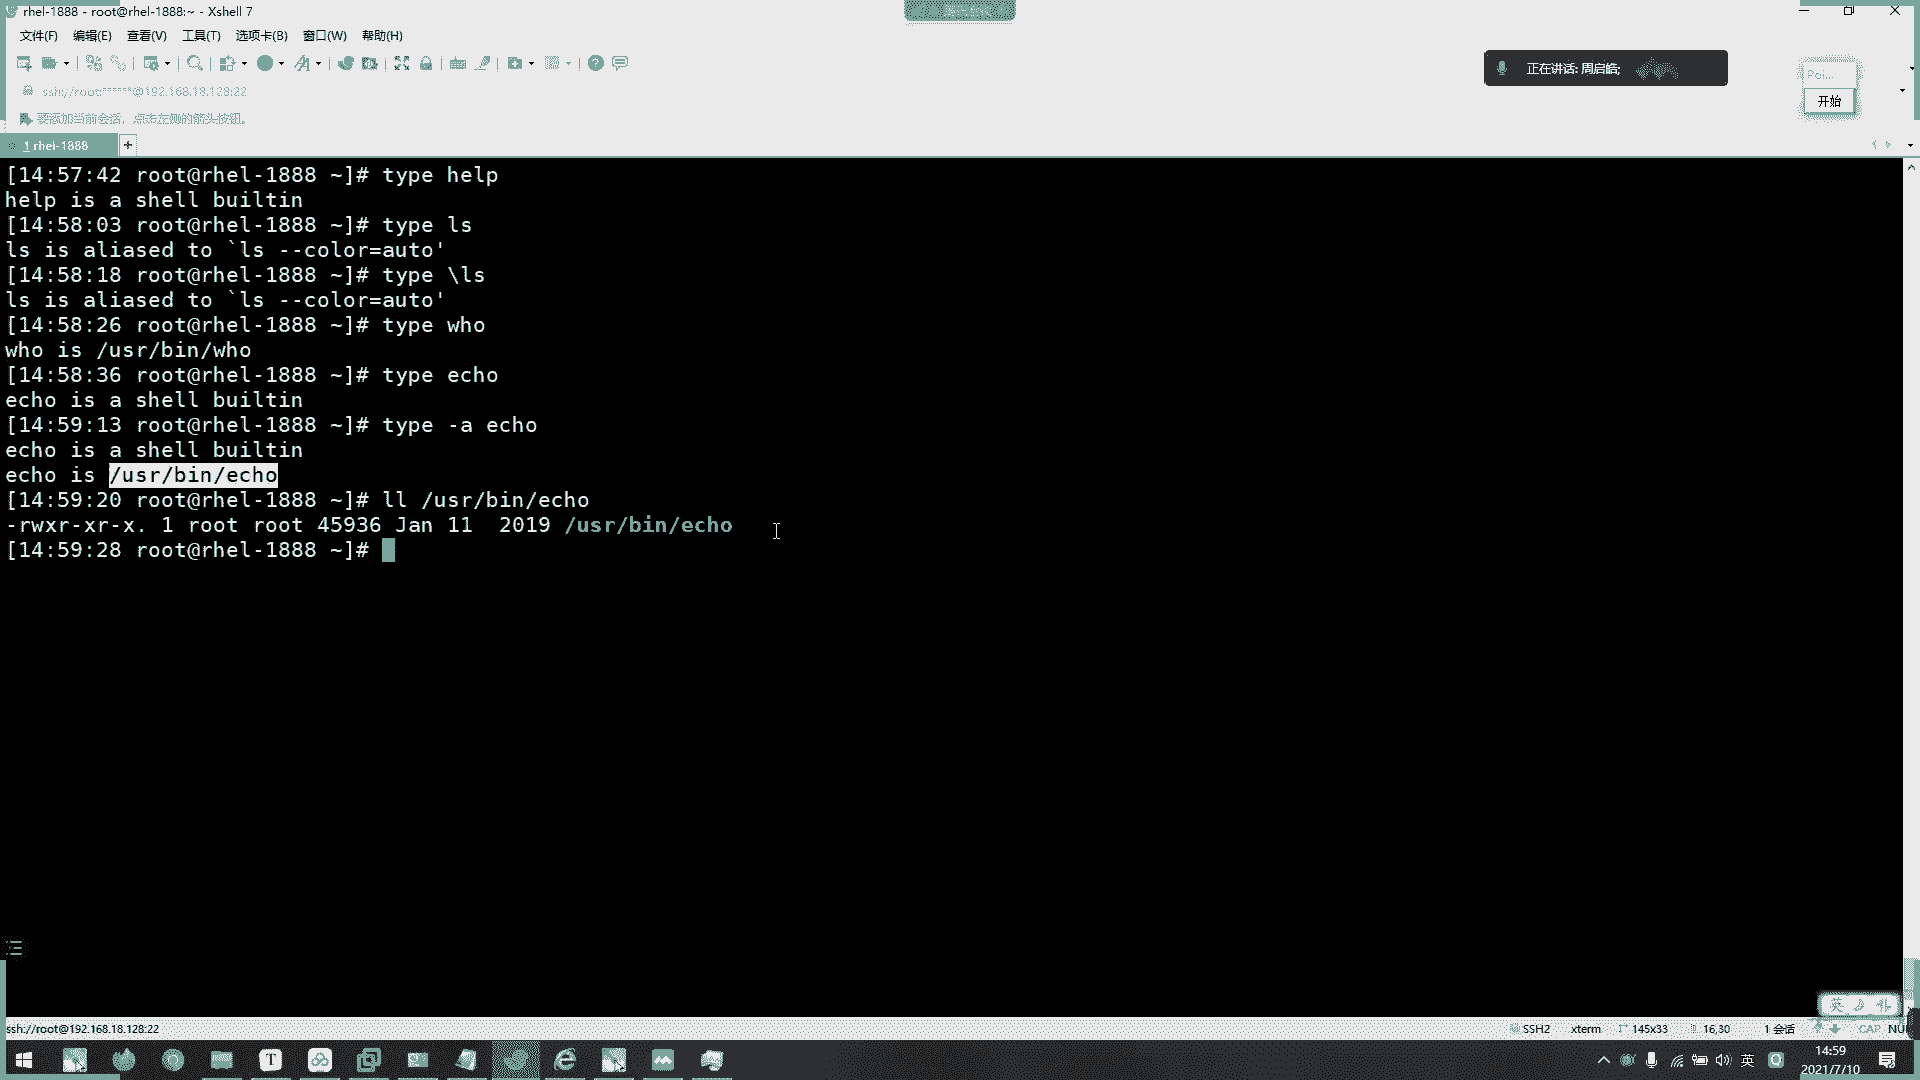 rhel-1888 - root@rhel-1888:~ - Xshell 7
文件(F) 编辑(E) 查看(V) 工具(T) 选项卡(B) 窗口(W) 帮助(H)
正在讲话: 周启皓;
Poi...
开始
ssh://root:******@192.168.18.128:22
要添加当前会话，点击左侧的箭头按钮。
1 rhel-1888 +
[14:57:42 root@rhel-1888 ~]# type help
help is a shell builtin
[14:58:03 root@rhel-1888 ~]# type ls
ls is aliased to `ls --color=auto'
[14:58:18 root@rhel-1888 ~]# type \ls
ls is aliased to `ls --color=auto'
[14:58:26 root@rhel-1888 ~]# type who
who is /usr/bin/who
[14:58:36 root@rhel-1888 ~]# type echo
echo is a shell builtin
[14:59:13 root@rhel-1888 ~]# type -a echo
echo is a shell builtin
echo is /usr/bin/echo
[14:59:20 root@rhel-1888 ~]# ll /usr/bin/echo
-rwxr-xr-x. 1 root root 45936 Jan 11  2019 /usr/bin/echo
[14:59:28 root@rhel-1888 ~]#
英
ssh://root@192.168.18.128:22 SSH2 xterm 145x33 16,30 1 会话 CAP NUM
T 英 14:59
2021/7/10